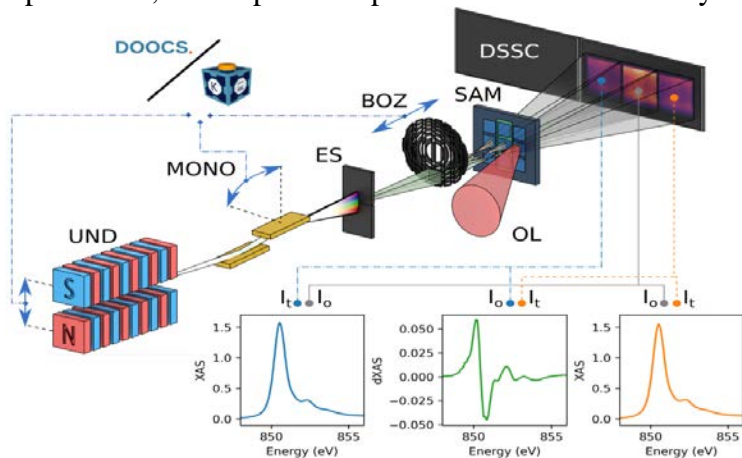 DOOCS.
K
DSSC
BOZ
SAM
MONO
ES
UND
OL
S
N
It Io
Io It
Io It
XAS
1.5
1.0
0.5
0.0
850 855
Energy (eV)
dXAS
0.050
0.025
0.000
−0.025
−0.050
850 855
Energy (eV)
XAS
1.5
1.0
0.5
0.0
850 855
Energy (eV)